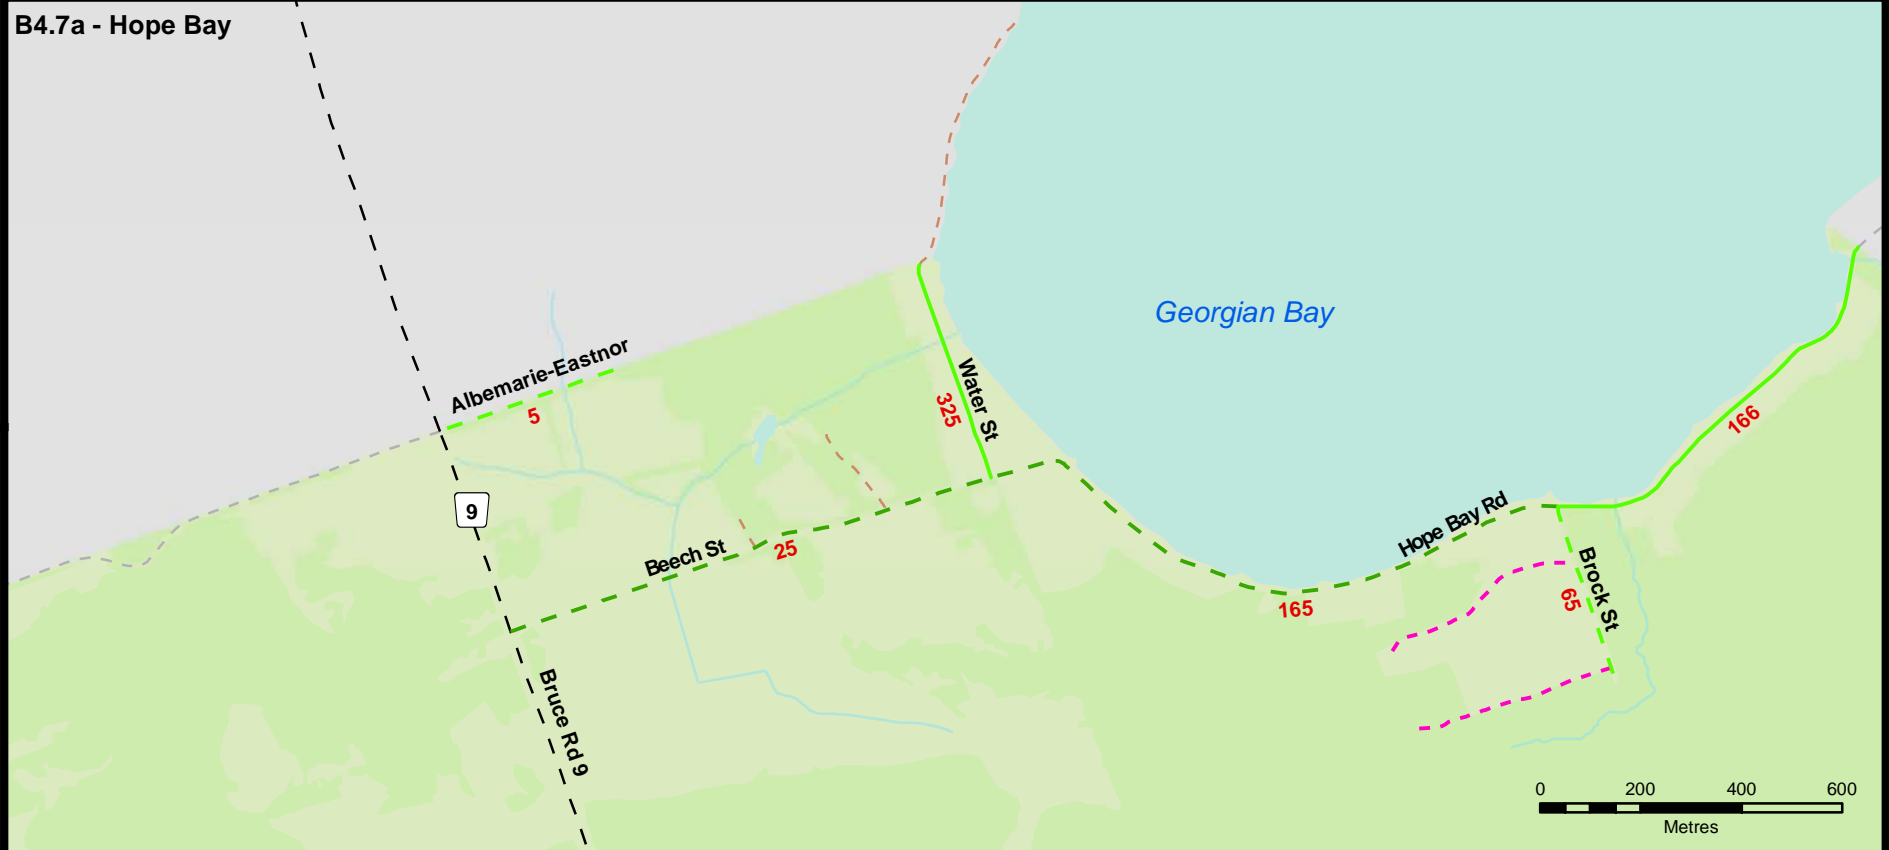 B4.7a - Hope Bay
Georgian Bay
Albemarie-Eastnor
5
Water St
325
166
9
Hope Bay Rd
Beech St
25
Brock St
65
165
Bruce Rd 9
0 200 400 600
Metres